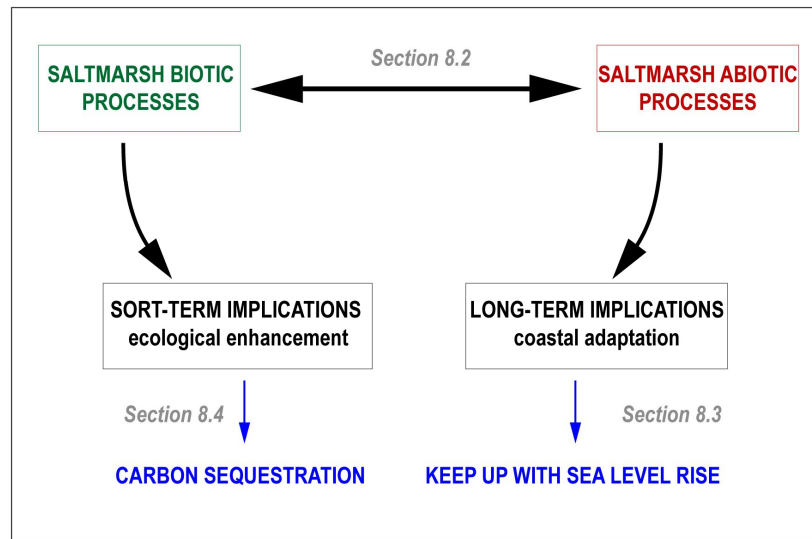 Section 8.2
SALTMARSH BIOTIC
PROCESSES
SALTMARSH ABIOTIC
PROCESSES
SORT-TERM IMPLICATIONS
ecological enhancement
LONG-TERM IMPLICATIONS
coastal adaptation
Section 8.4
Section 8.3
CARBON SEQUESTRATION
KEEP UP WITH SEA LEVEL RISE